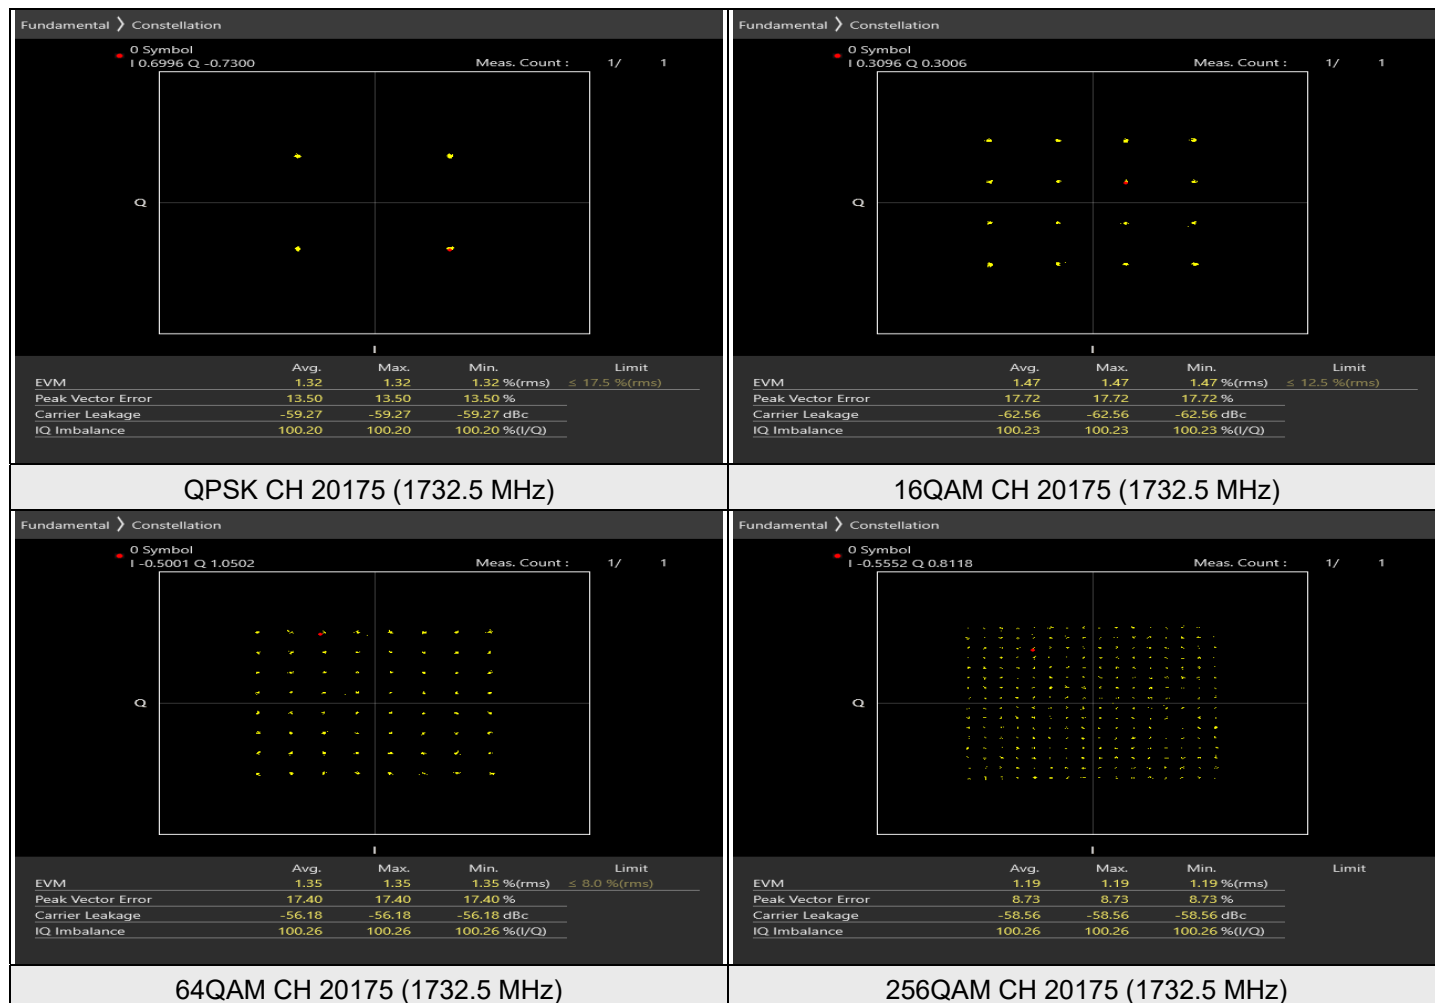 Fundamental ❯ Constellation
0 Symbol
I 0.6996 Q -0.7300 Meas. Count : 1/ 1
Q
I
Avg. Max. Min. Limit
EVM 1.32 1.32 1.32 %(rms) ≤ 17.5 %(rms)
Peak Vector Error 13.50 13.50 13.50 %
Carrier Leakage -59.27 -59.27 -59.27 dBc
IQ Imbalance 100.20 100.20 100.20 %(I/Q)
QPSK CH 20175 (1732.5 MHz)
Fundamental ❯ Constellation
0 Symbol
I 0.3096 Q 0.3006 Meas. Count : 1/ 1
Q
I
Avg. Max. Min. Limit
EVM 1.47 1.47 1.47 %(rms) ≤ 12.5 %(rms)
Peak Vector Error 17.72 17.72 17.72 %
Carrier Leakage -62.56 -62.56 -62.56 dBc
IQ Imbalance 100.23 100.23 100.23 %(I/Q)
16QAM CH 20175 (1732.5 MHz)
Fundamental ❯ Constellation
0 Symbol
I -0.5001 Q 1.0502 Meas. Count : 1/ 1
Q
I
Avg. Max. Min. Limit
EVM 1.35 1.35 1.35 %(rms) ≤ 8.0 %(rms)
Peak Vector Error 17.40 17.40 17.40 %
Carrier Leakage -56.18 -56.18 -56.18 dBc
IQ Imbalance 100.26 100.26 100.26 %(I/Q)
64QAM CH 20175 (1732.5 MHz)
Fundamental ❯ Constellation
0 Symbol
I -0.5552 Q 0.8118 Meas. Count : 1/ 1
Q
I
Avg. Max. Min. Limit
EVM 1.19 1.19 1.19 %(rms)
Peak Vector Error 8.73 8.73 8.73 %
Carrier Leakage -58.56 -58.56 -58.56 dBc
IQ Imbalance 100.26 100.26 100.26 %(I/Q)
256QAM CH 20175 (1732.5 MHz)